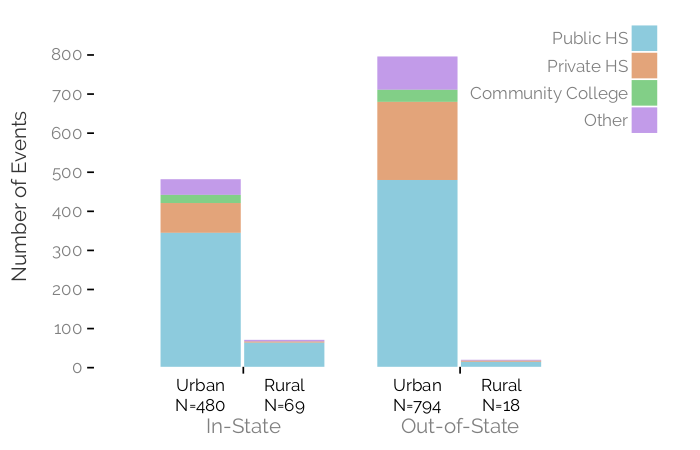 Public HS
Private HS
Community College
Other
Number of Events
800
700
600
500
400
300
200
100
0
Urban
N=480
Rural
N=69
In-State
Urban
N=794
Rural
N=18
Out-of-State